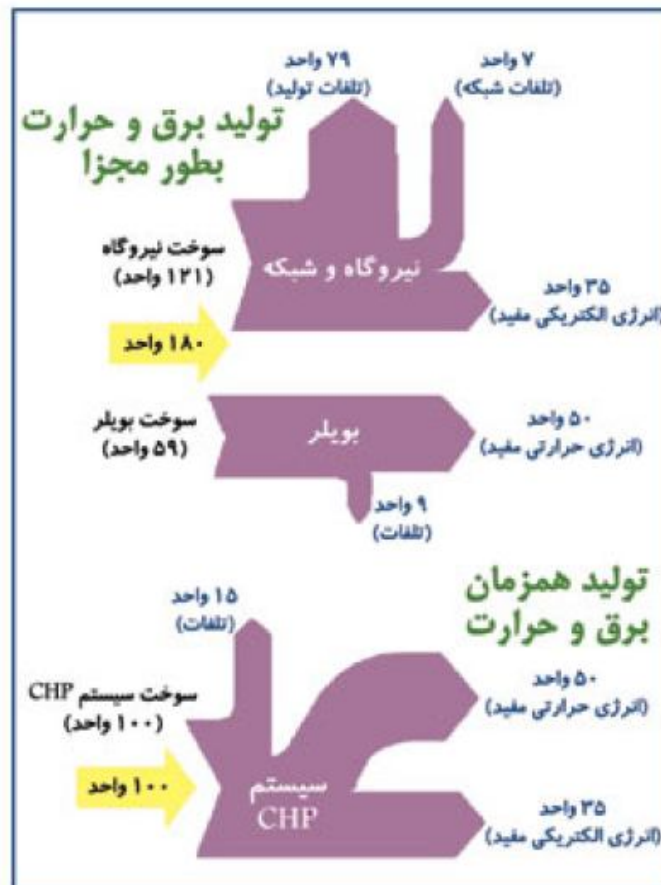 ۷۹ واحد
(تلفات تولید)
۷ واحد
(تلفات شبکه)
تولید برق و حرارت
بطور مجزا
سوخت نیروگاه
(۱۲۱ واحد)
نیروگاه و شبکه
۳۵ واحد
(انرژی الکتریکی مفید)
۱۸۰ واحد
سوخت بویلر
(۵۹ واحد)
بویلر
۵۰ واحد
(انرژی حرارتی مفید)
۹ واحد
(تلفات)
تولید همزمان
برق و حرارت
۱۵ واحد
(تلفات)
سوخت سیستم CHP
(۱۰۰ واحد)
۵۰ واحد
(انرژی حرارتی مفید)
۱۰۰ واحد
سیستم
CHP
۳۵ واحد
(انرژی الکتریکی مفید)